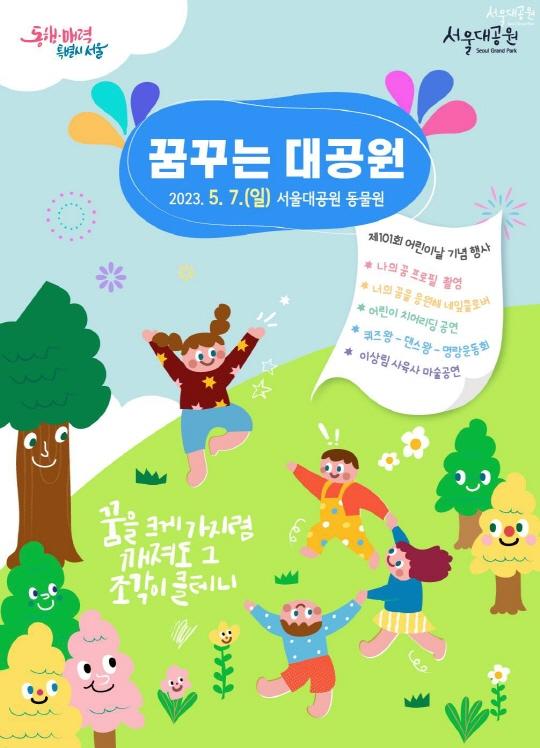 동행·매력
특별시 서울
서울대공원
서울대공원
Seoul Grand Park
꿈꾸는 대공원
2023. 5. 7.(일) 서울대공원 동물원
제101회 어린이날 기념 행사
* 나의 꿈 프로필 촬영
* 너의 꿈을 응원해 네잎클로버
* 어린이 치어리딩 공연
* 퀴즈왕 - 댄스왕 - 명랑운동회
* 이상림 사육사 마술공연
꿈을 크게 가지렴
깨져도 그
조각이 클테니